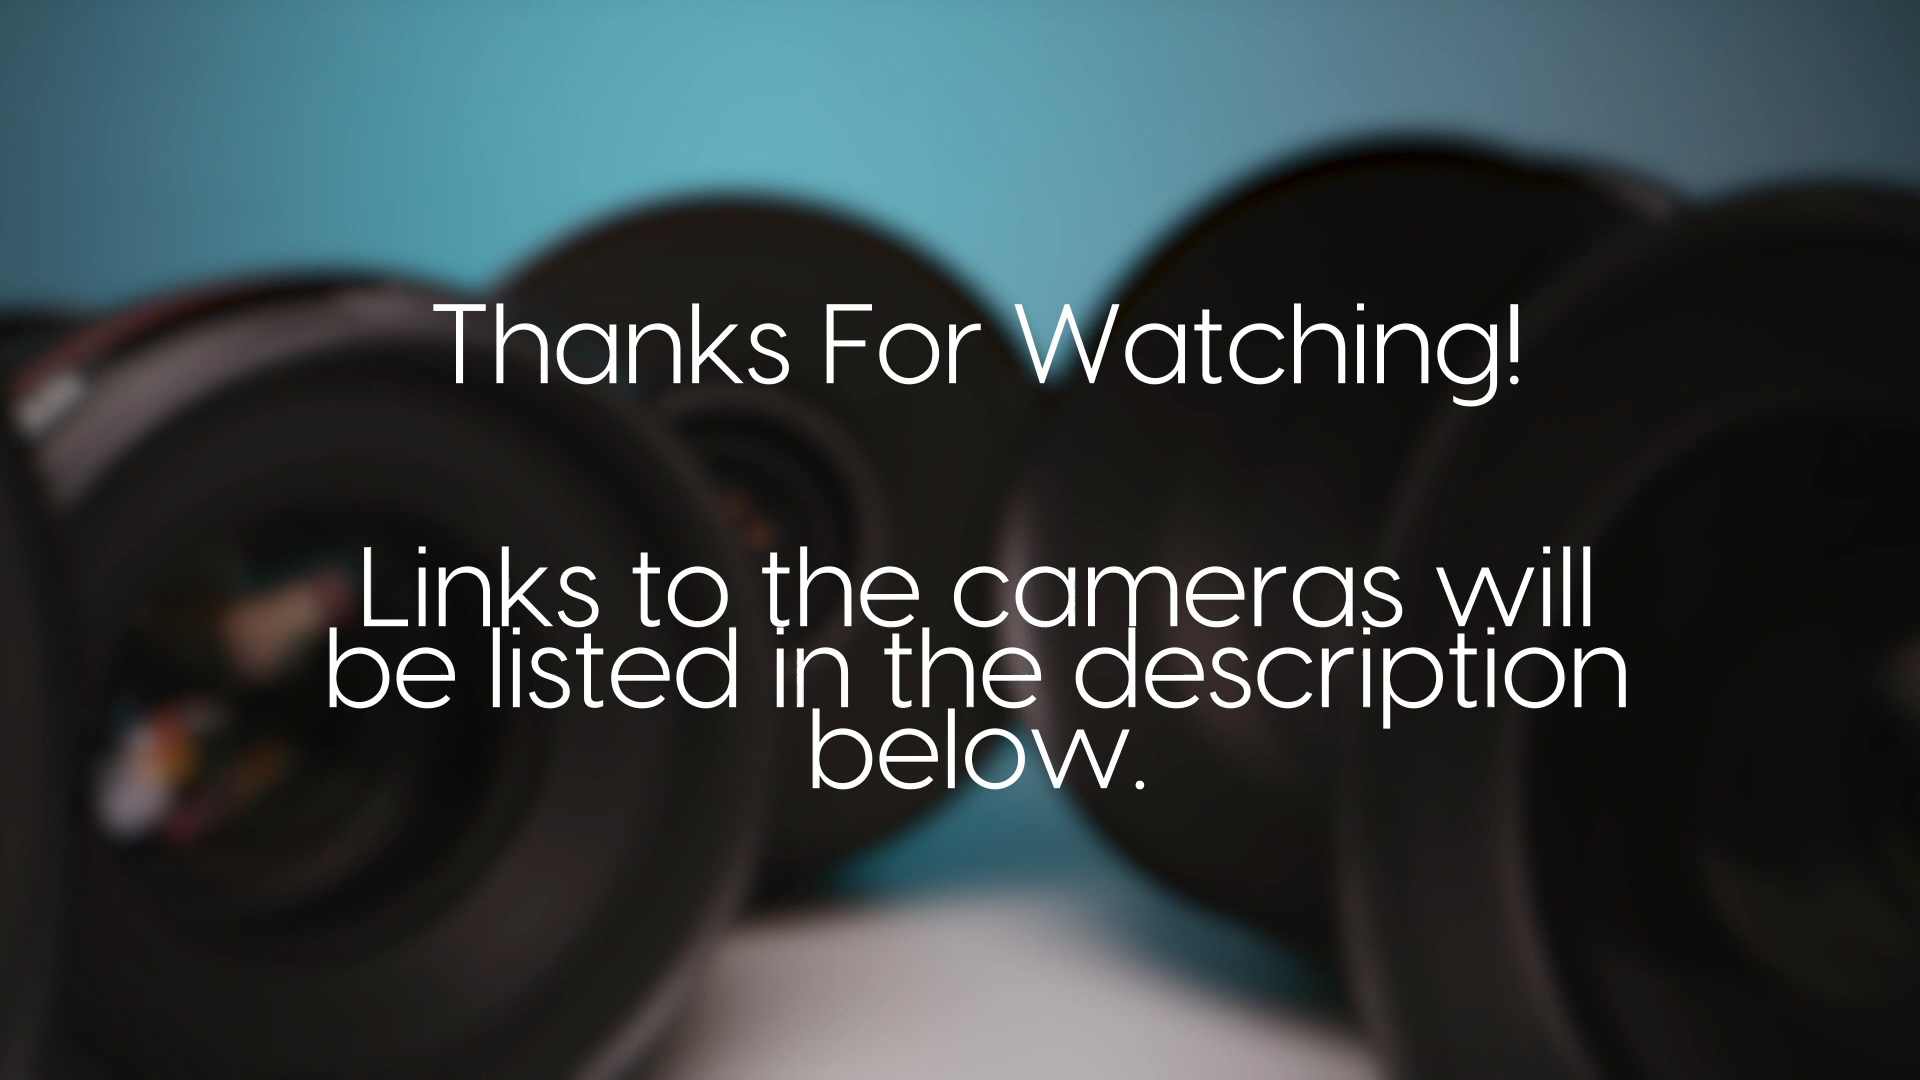 Thanks For Watching!
Links to the cameras will
be listed in the description
below.